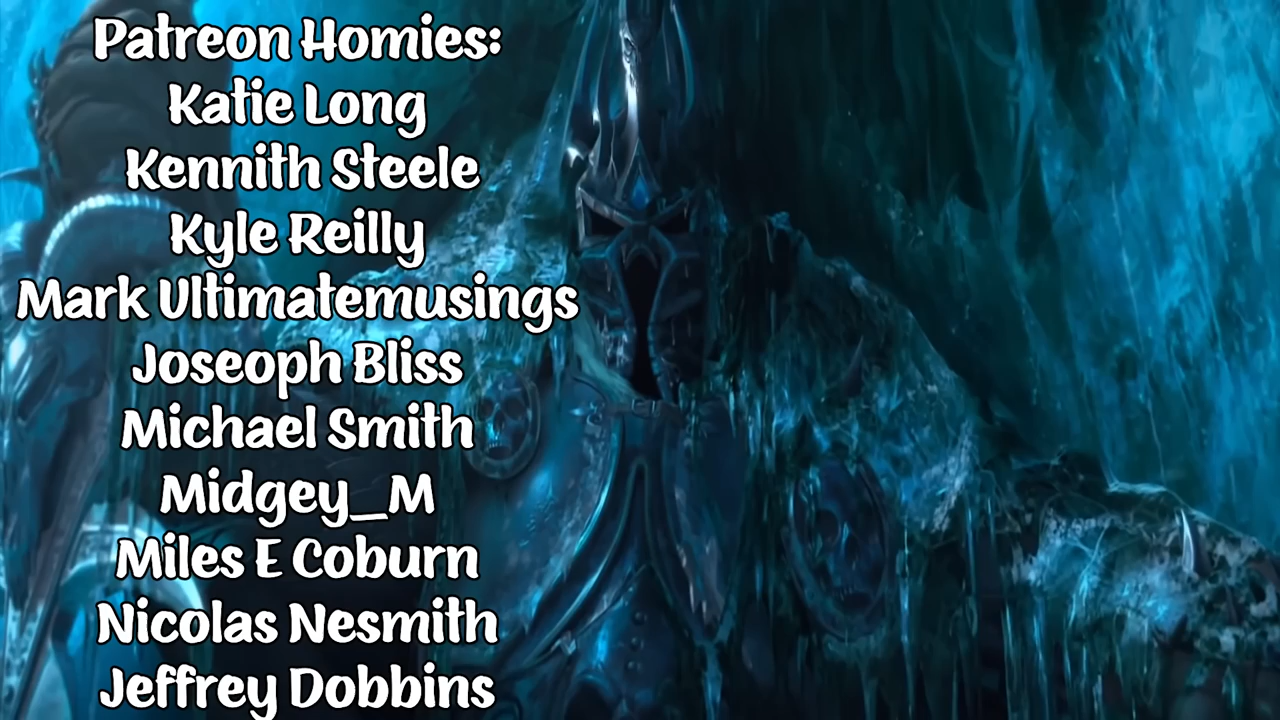 Patreon Homies:
Katie Long
Kennith Steele
Kyle Reilly
Mark Ultimatemusings
Joseoph Bliss
Michael Smith
Midgey_M
Miles E Coburn
Nicolas Nesmith
Jeffrey Dobbins